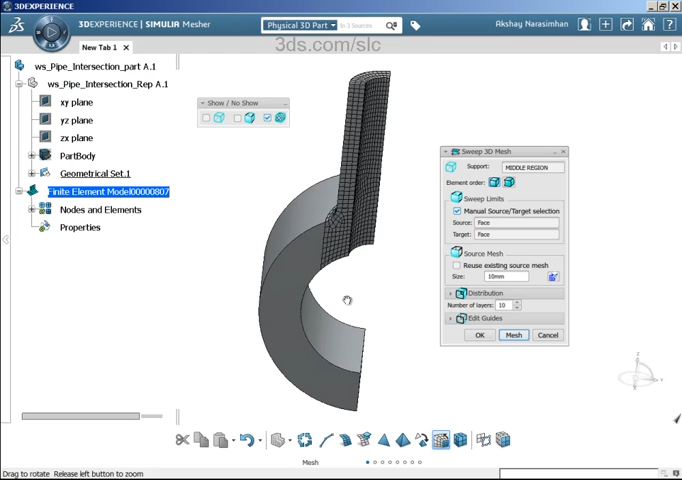 3DEXPERIENCE
3DEXPERIENCE | SIMULIA Mesher
Physical 3D Part
Akshay Narasimhan
New Tab 1
3ds.com/slc
ws_Pipe_Intersection_part A.1
ws_Pipe_Intersection_Rep A.1
xy plane
yz plane
zx plane
PartBody
Geometrical Set.1
Finite Element Model00000807
Nodes and Elements
Properties
Show / No Show
Sweep 3D Mesh
Support: MIDDLE REGION
Element order:
Sweep Limits
Manual Source/Target selection
Source: Face
Target: Face
Source Mesh
Reuse existing source mesh
Size: 10mm
Distribution
Number of layers: 10
Edit Guides
OK Mesh Cancel
Mesh
Drag to rotate Release left button to zoom